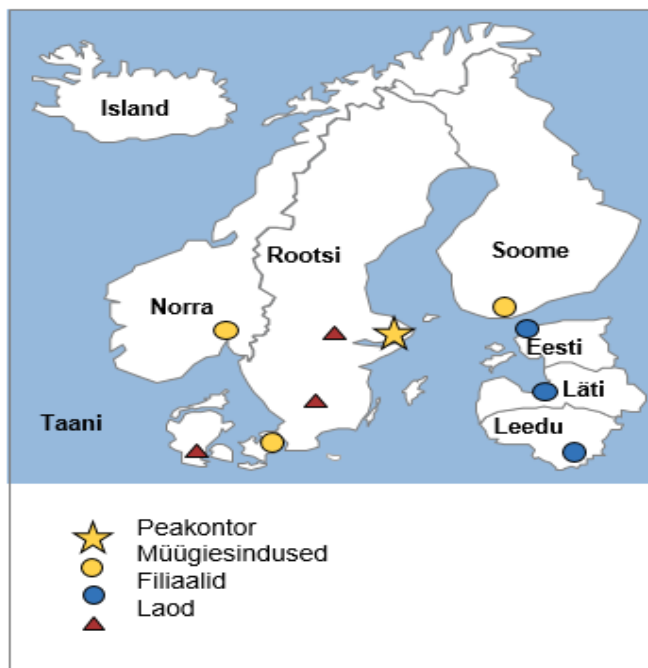 Island
Rootsi
Soome
Norra
Eesti
Läti
Taani
Leedu
Peakontor
Müügiesindused
Filiaalid
Laod